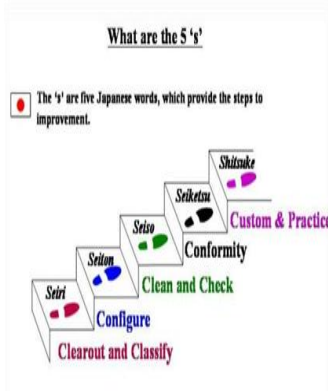 What are the 5 's'
The 's' are five Japanese words, which provide the steps to
improvement.
Shitsuke
Custom & Practice
Seiketsu
Conformity
Seiso
Clean and Check
Seiton
Configure
Seiri
Clearout and Classify